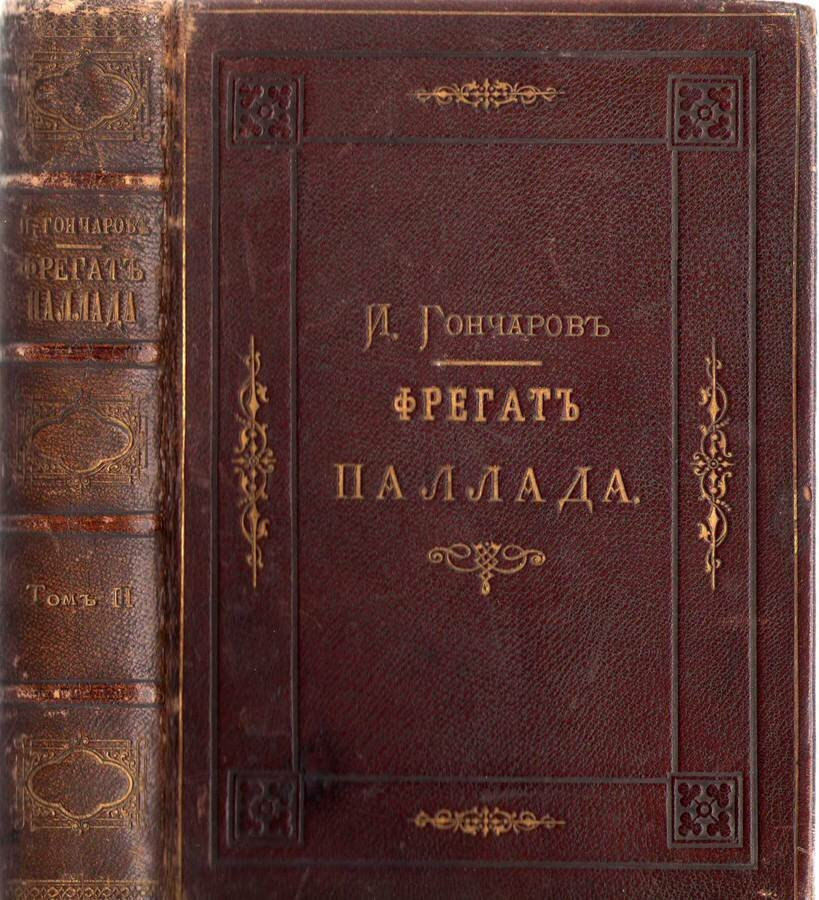 И. ГОНЧАРОВЪ
ФРЕГАТЪ
ПАЛЛАДА
Томъ II
И. Гончаровъ
ФРЕГАТЪ
ПАЛЛАДА.